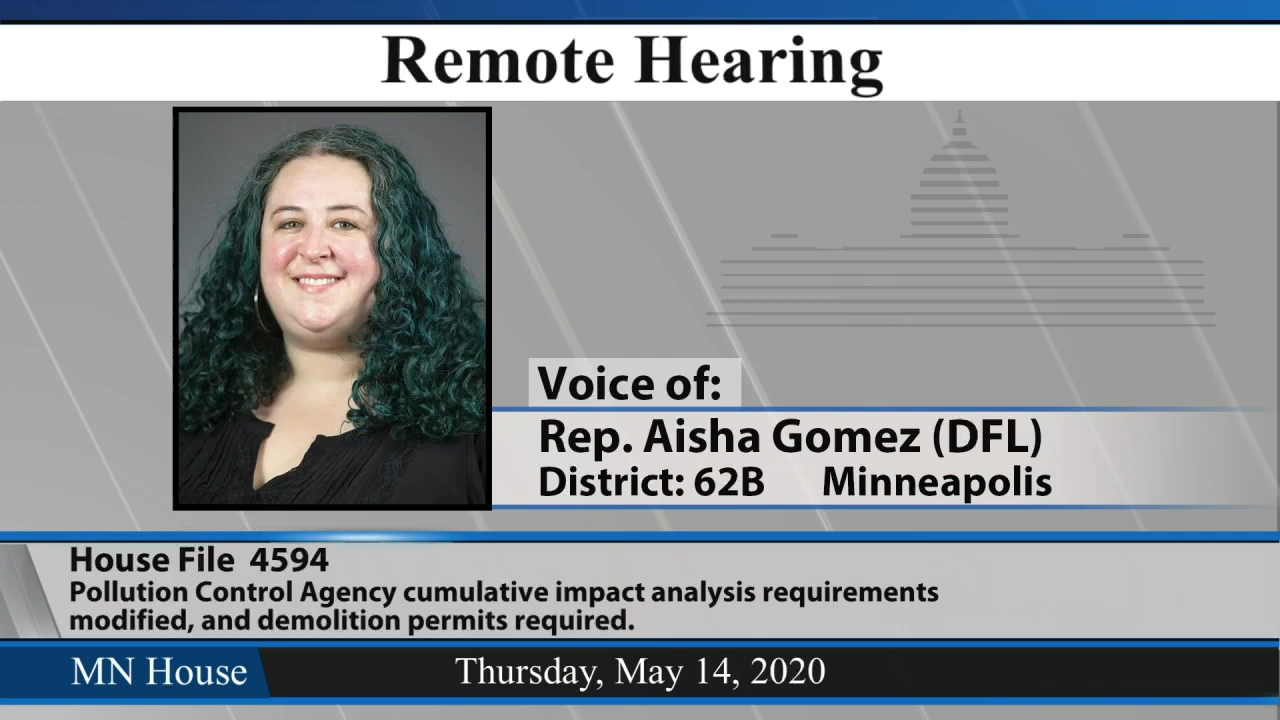 Remote Hearing
Voice of:
Rep. Aisha Gomez (DFL)
District: 62B Minneapolis
House File 4594
Pollution Control Agency cumulative impact analysis requirements
modified, and demolition permits required.
MN House Thursday, May 14, 2020